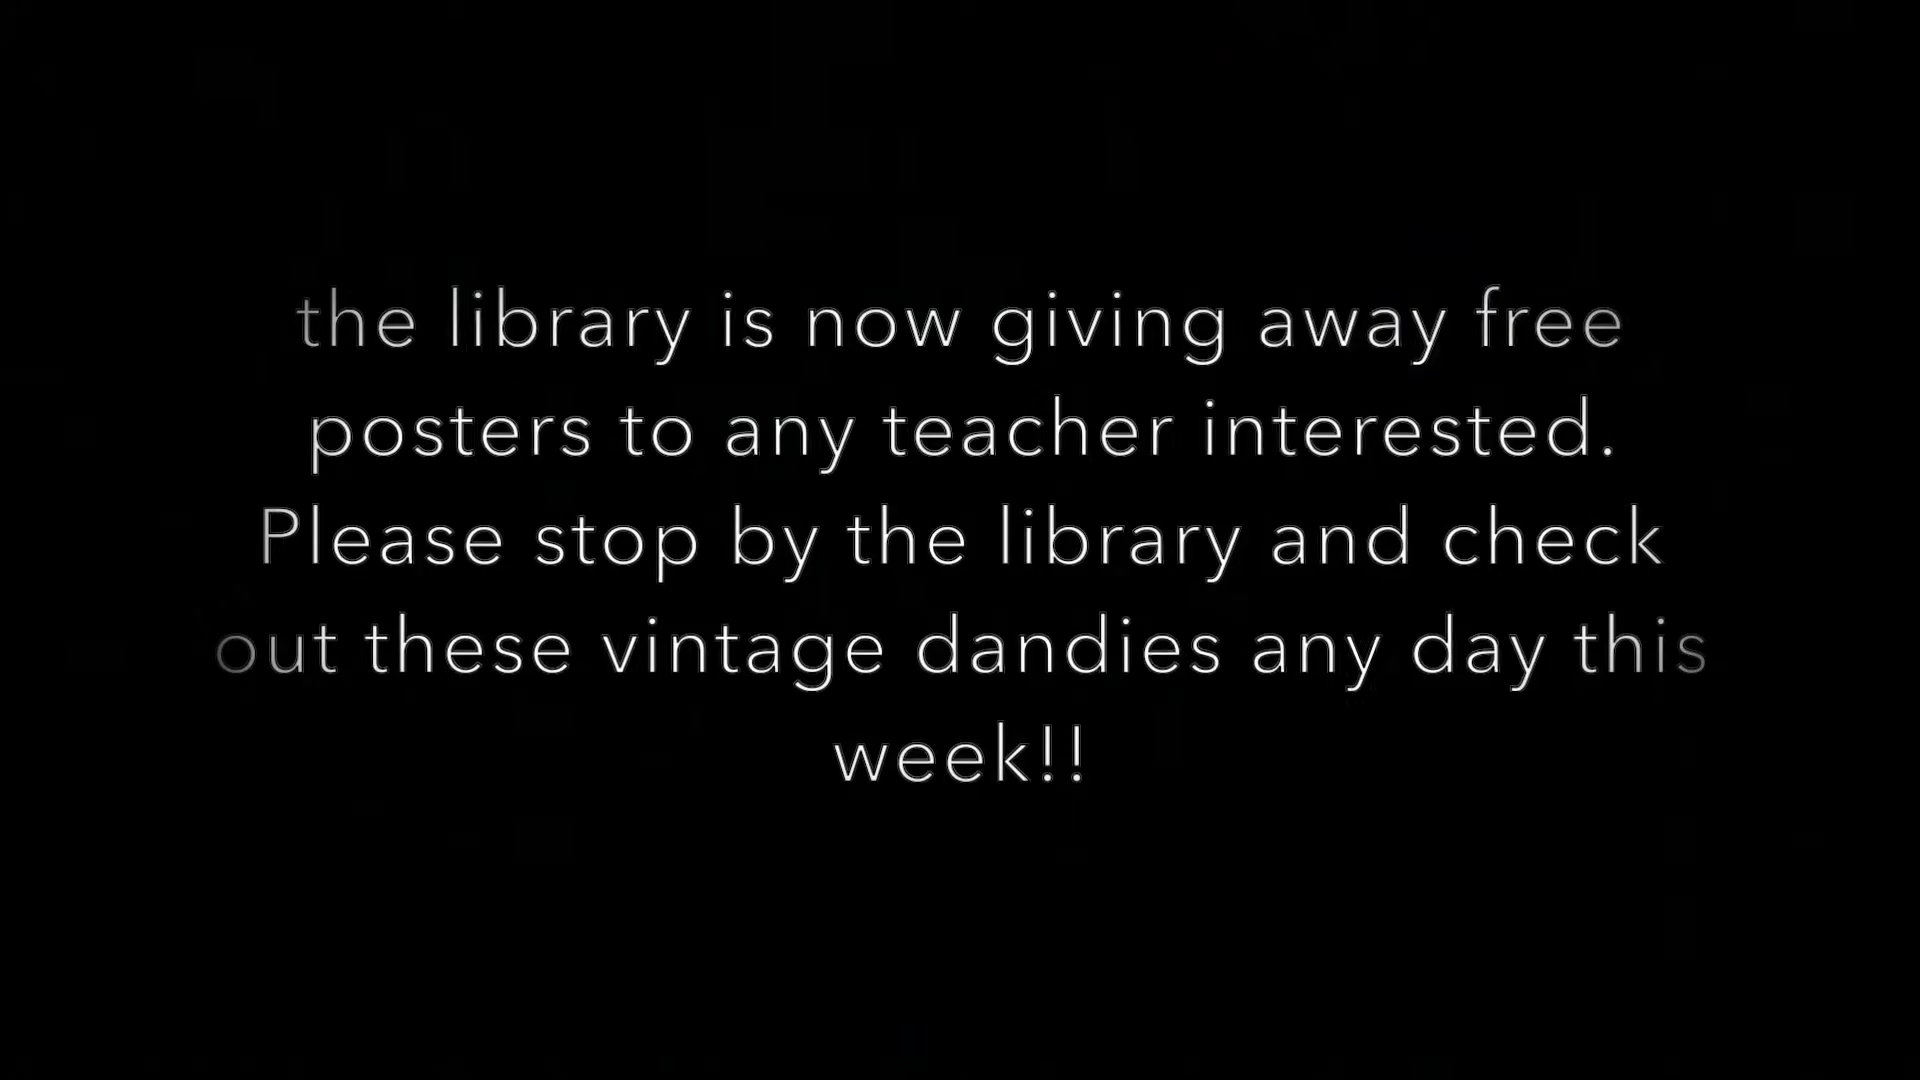 the library is now giving away free
posters to any teacher interested.
Please stop by the library and check
out these vintage dandies any day this
week!!